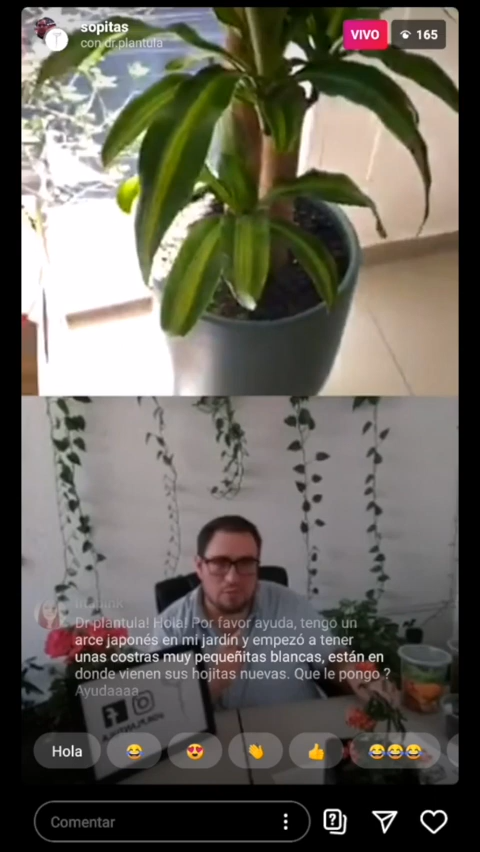 sopitas
con dr.plantula
VIVO
165
Dr plantula! Hola! Por favor ayuda, tengo un
arce japonés en mi jardín y empezó a tener
unas costras muy pequeñitas blancas, están en
donde vienen sus hojitas nuevas. Que le pongo ?
Ayudaaaa
Hola
Comentar